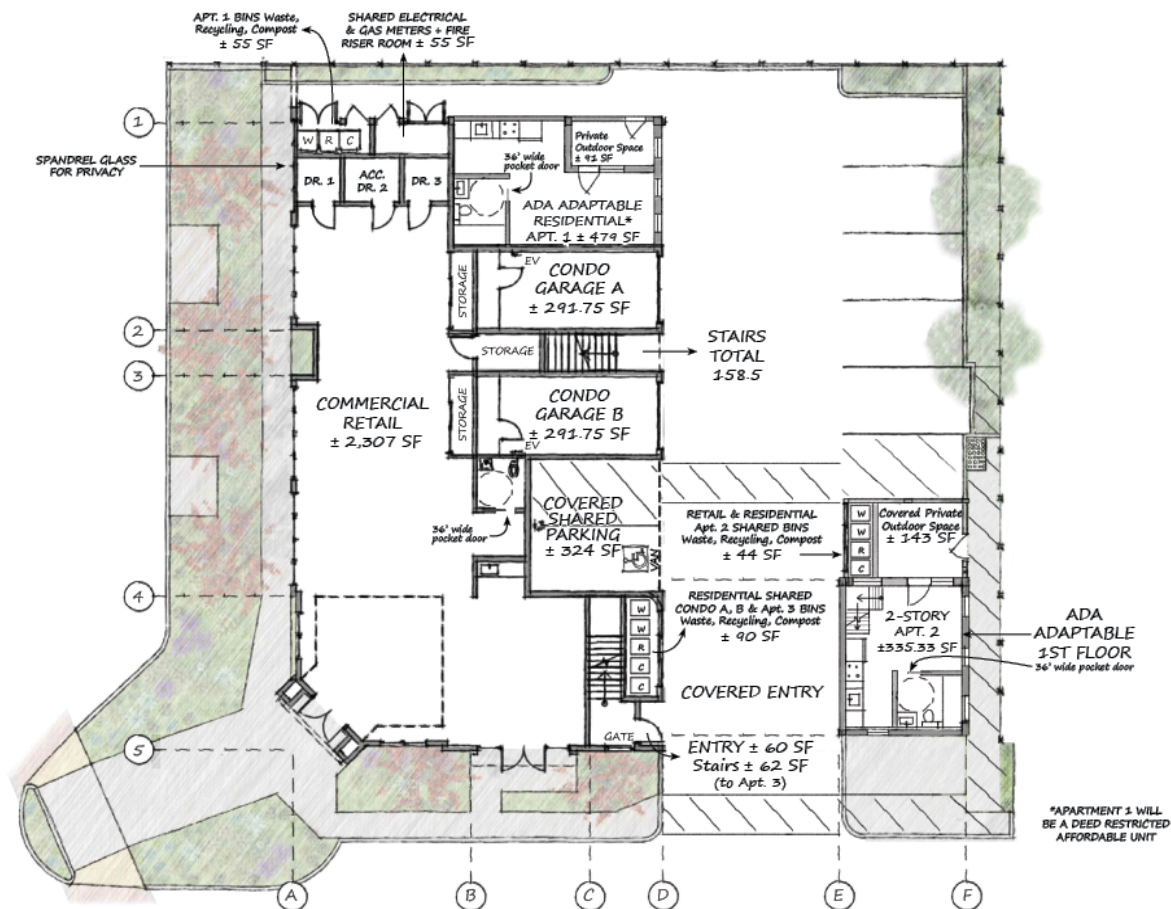 APT. 1 BINS Waste,
Recycling, Compost
± 55 SF
SHARED ELECTRICAL
& GAS METERS + FIRE
RISER ROOM ± 55 SF
1
W R C
SPANDREL GLASS
FOR PRIVACY
DR. 1
ACC.
DR. 2
DR. 3
36' wide
pocket door
Private
Outdoor Space
± 91 SF
ADA ADAPTABLE
RESIDENTIAL*
APT. 1 ± 479 SF
STORAGE
EV
CONDO
GARAGE A
± 291.75 SF
2
STORAGE
STAIRS
TOTAL
158.5
3
COMMERCIAL
RETAIL
± 2,307 SF
STORAGE
CONDO
GARAGE B
± 291.75 SF
EV
36' wide
pocket door
COVERED
SHARED
PARKING
± 324 SF
VAN
RETAIL & RESIDENTIAL
Apt. 2 SHARED BINS
Waste, Recycling, Compost
± 44 SF
W
W
R
C
Covered Private
Outdoor Space
± 143 SF
4
W
W
R
C
C
RESIDENTIAL SHARED
CONDO A, B & Apt. 3 BINS
Waste, Recycling, Compost
± 90 SF
2-STORY
APT. 2
±335.33 SF
36' wide pocket door
ADA
ADAPTABLE
1ST FLOOR
COVERED ENTRY
5
GATE
ENTRY ± 60 SF
Stairs ± 62 SF
(to Apt. 3)
*APARTMENT 1 WILL
BE A DEED RESTRICTED
AFFORDABLE UNIT
A B C D E F